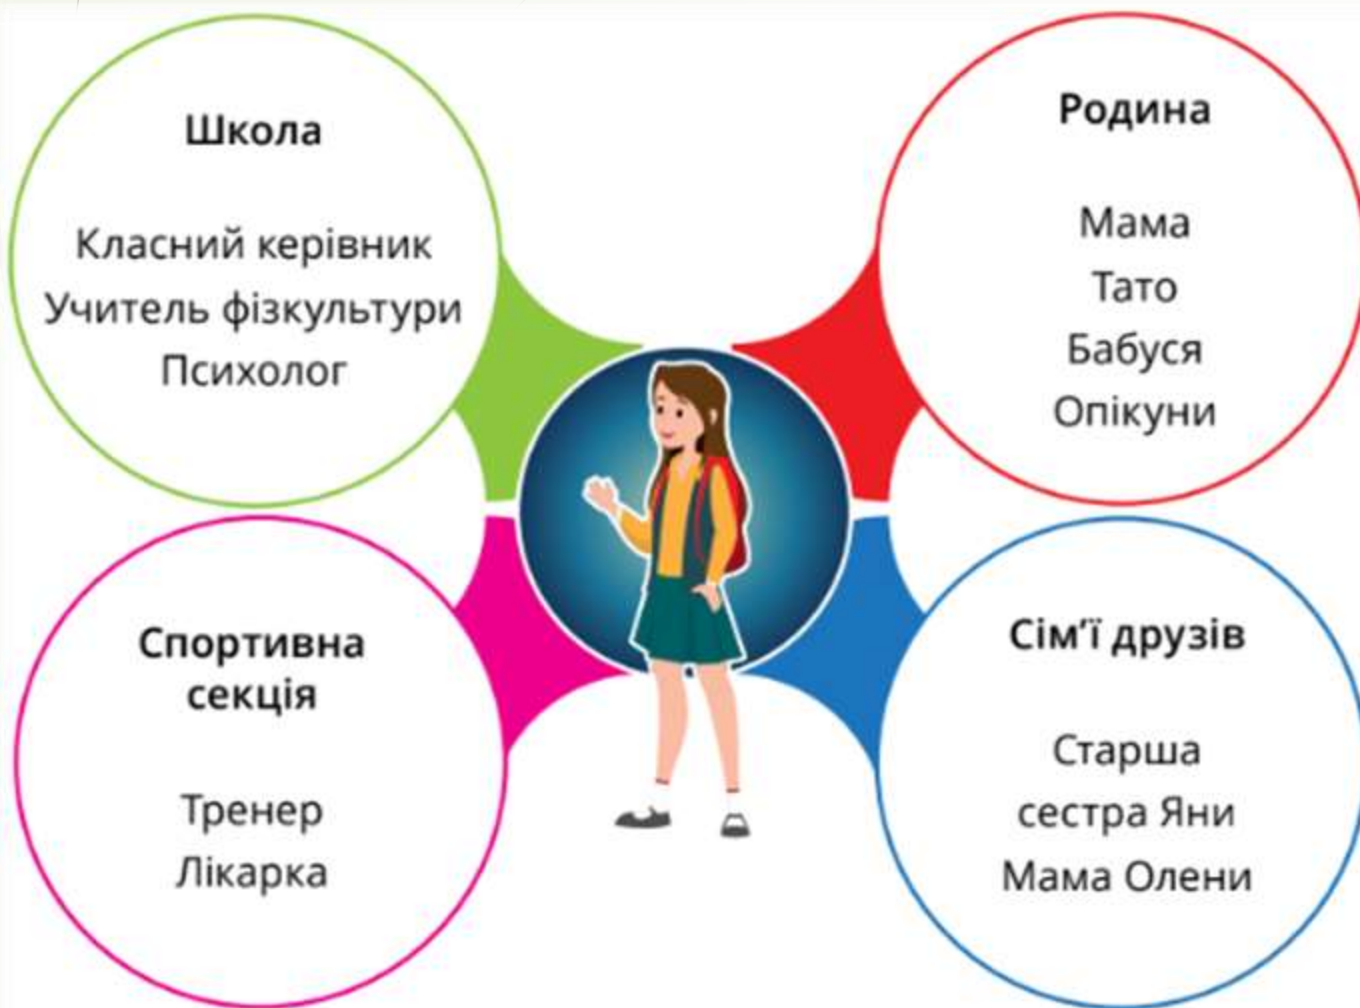 Школа
Класний керівник
Учитель фізкультури
Психолог
Родина
Мама
Тато
Бабуся
Опікуни
Спортивна
секція
Тренер
Лікарка
Сім’ї друзів
Старша
сестра Яни
Мама Олени